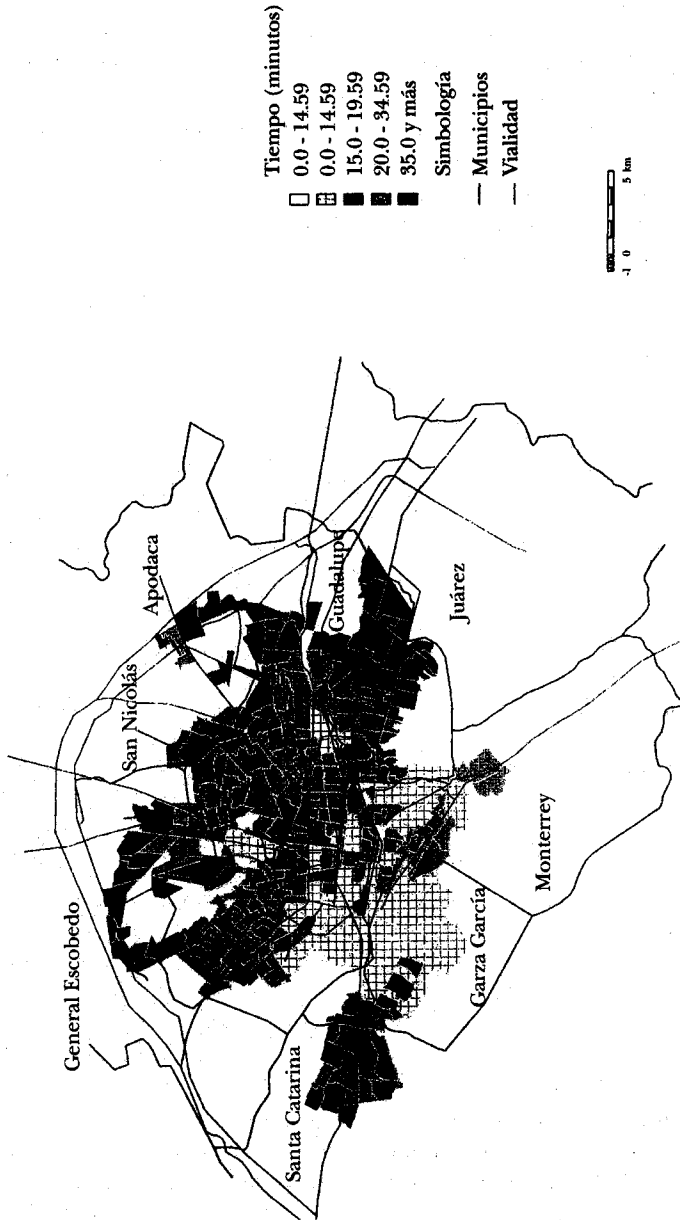 General Escobedo
San Nicolás
Apodaca
Santa Catarina
Guadalupe
Garza García
Monterrey
Juárez
Tiempo (minutos)
0.0 - 14.59
0.0 - 14.59
15.0 - 19.59
20.0 - 34.59
35.0 y más
Simbología
Municipios
Vialidad
-1 0 5 km